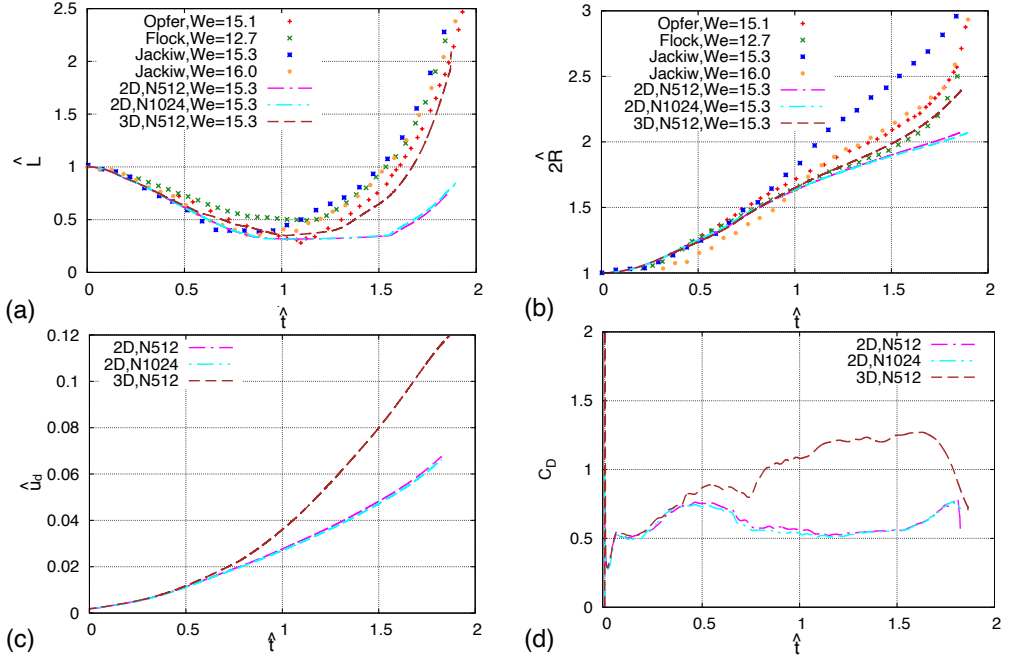 Opfer,We=15.1
Flock,We=12.7
Jackiw,We=15.3
Jackiw,We=16.0
2D,N512,We=15.3
2D,N1024,We=15.3
3D,N512,We=15.3
2.5
2
1.5
1
0.5
0
L̂
0 0.5 1 1.5 2
t̂
(a)
Opfer,We=15.1
Flock,We=12.7
Jackiw,We=15.3
Jackiw,We=16.0
2D,N512,We=15.3
2D,N1024,We=15.3
3D,N512,We=15.3
3
2.5
2
1.5
1
2R̂
0 0.5 1 1.5 2
t̂
(b)
2D,N512
2D,N1024
3D,N512
0.12
0.1
0.08
0.06
0.04
0.02
0
û_d
0 0.5 1 1.5 2
t̂
(c)
2D,N512
2D,N1024
3D,N512
2
1.5
1
0.5
0
C_D
0 0.5 1 1.5 2
t̂
(d)